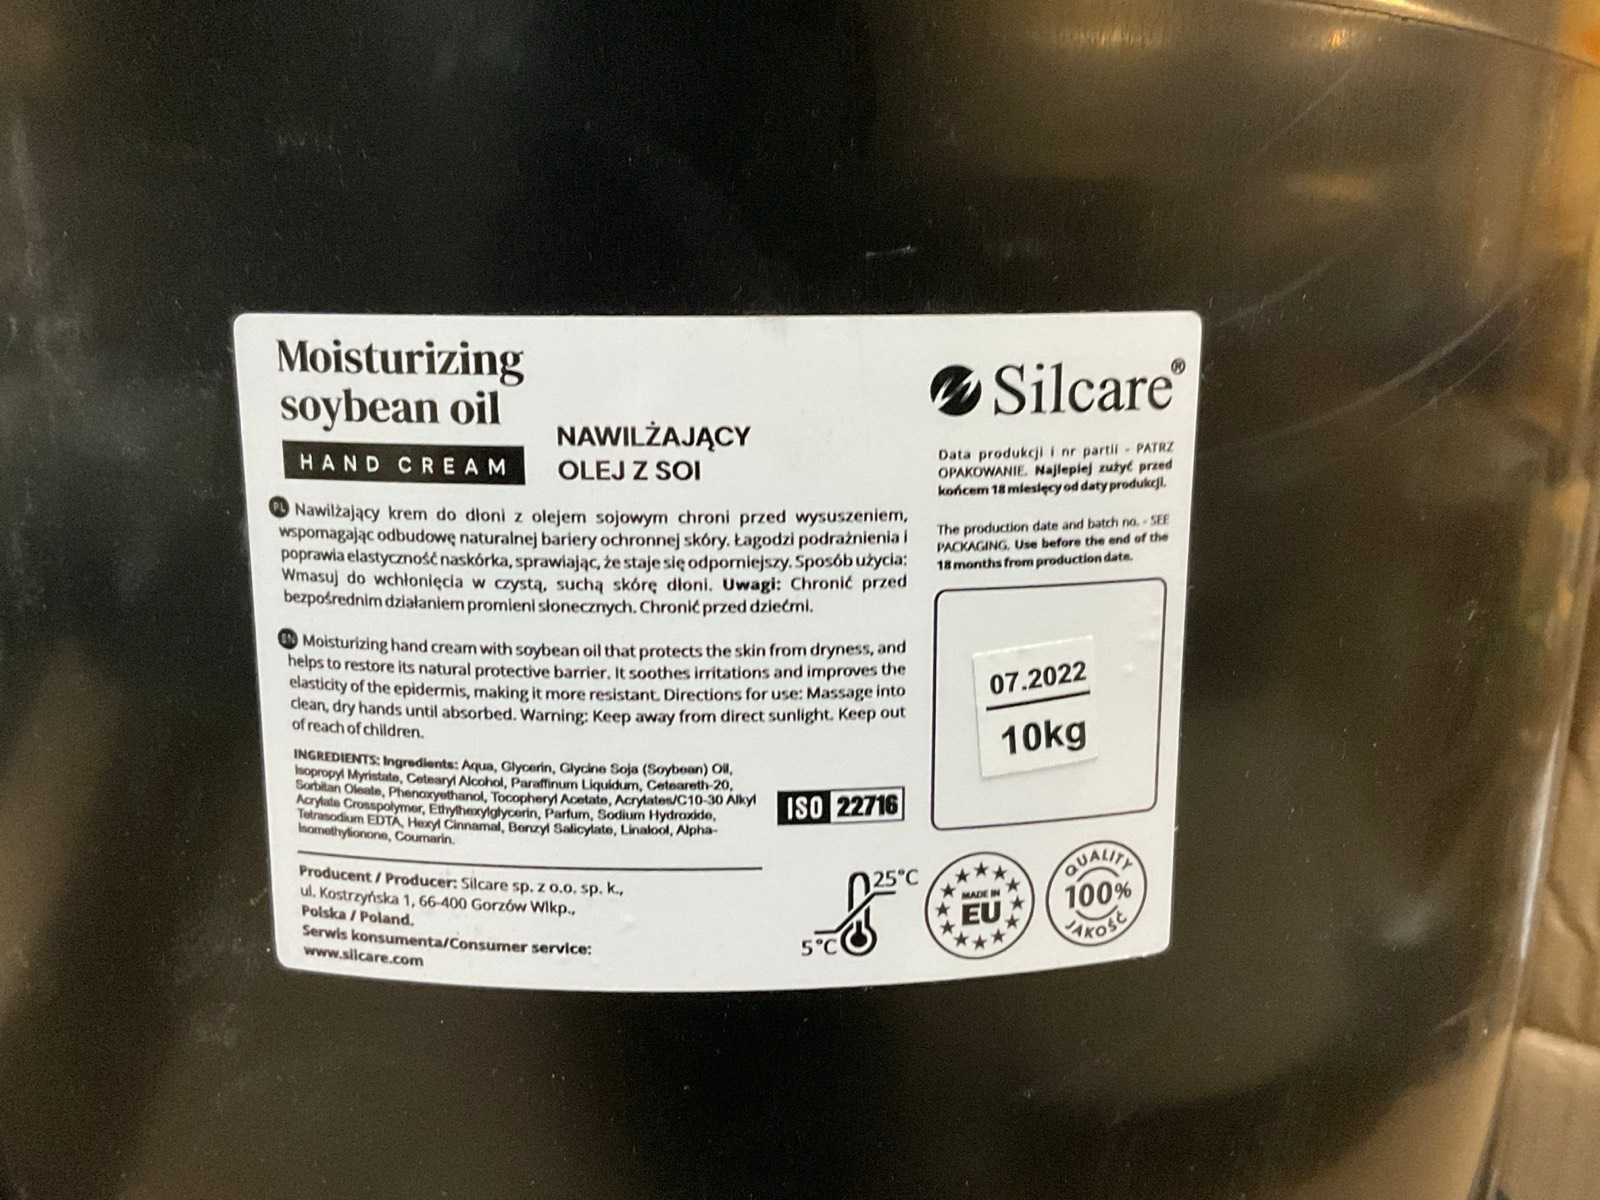 Moisturizing
soybean oil
HAND CREAM
NAWILŻAJĄCY
OLEJ Z SOI
PL Nawilżający krem do dłoni z olejem sojowym chroni przed wysuszeniem,
wspomagając odbudowę naturalnej bariery ochronnej skóry. Łagodzi podrażnienia i
poprawia elastyczność naskórka, sprawiając, że staje się odporniejszy. Sposób użycia:
Wmasuj do wchłonięcia w czystą, suchą skórę dłoni. Uwagi: Chronić przed
bezpośrednim działaniem promieni słonecznych. Chronić przed dziećmi.
EN Moisturizing hand cream with soybean oil that protects the skin from dryness, and
helps to restore its natural protective barrier. It soothes irritations and improves the
elasticity of the epidermis, making it more resistant. Directions for use: Massage into
clean, dry hands until absorbed. Warning: Keep away from direct sunlight. Keep out
of reach of children.
INGREDIENTS: Ingredients: Aqua, Glycerin, Glycine Soja (Soybean) Oil,
Isopropyl Myristate, Cetearyl Alcohol, Paraffinum Liquidum, Ceteareth-20,
Sorbitan Oleate, Phenoxyethanol, Tocopheryl Acetate, Acrylates/C10-30 Alkyl
Acrylate Crosspolymer, Ethylhexylglycerin, Parfum, Sodium Hydroxide,
Tetrasodium EDTA, Hexyl Cinnamal, Benzyl Salicylate, Linalool, Alpha-
Isomethylionone, Coumarin.
Producent / Producer: Silcare sp. z o.o. sp. k.,
ul. Kostrzyńska 1, 66-400 Gorzów Wlkp.,
Polska / Poland.
Serwis konsumenta/Consumer service:
www.silcare.com
Silcare®
Data produkcji i nr partii - PATRZ
OPAKOWANIE. Najlepiej zużyć przed
końcem 18 miesięcy od daty produkcji.
The production date and batch no. - SEE
PACKAGING. Use before the end of the
18 months from production date.
07.2022
10kg
ISO 22716
25°C
5°C
MADE IN
EU
QUALITY
100%
JAKOŚĆ